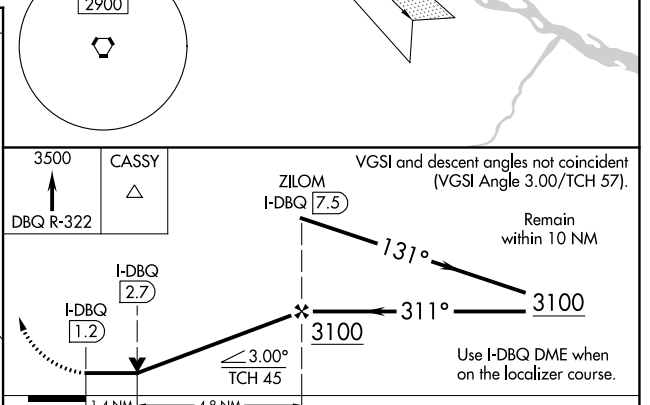 2900
3500
DBQ R-322
CASSY
VGSI and descent angles not coincident
(VGSI Angle 3.00/TCH 57).
ZILOM
I-DBQ 7.5
Remain
within 10 NM
131°
I-DBQ
2.7
I-DBQ
1.2
3100
311°
3100
3.00°
TCH 45
Use I-DBQ DME when
on the localizer course.
1.4 NM
4.8 NM